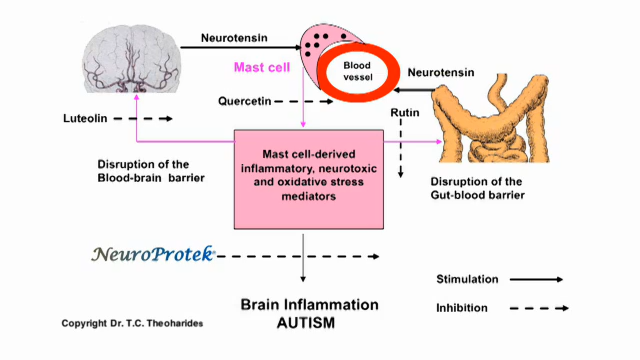 Neurotensin
Mast cell
Blood
vessel
Neurotensin
Quercetin
Luteolin
Rutin
Disruption of the
Blood-brain barrier
Mast cell-derived
inflammatory, neurotoxic
and oxidative stress
mediators
Disruption of the
Gut-blood barrier
NeuroProtek®
Stimulation
Inhibition
Brain Inflammation
AUTISM
Copyright Dr. T.C. Theoharides